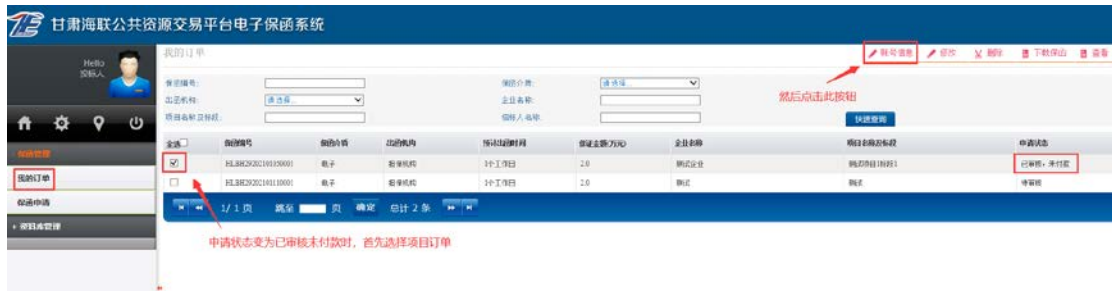 甘肃海联公共资源交易平台电子保函系统
Hello
投标人
我的订单
账号信息 修改 删除 下载保函 查看
保函编号: 保函介质: 请选择
出函机构: 请选择 企业名称:
项目名称及标段: 招标人名称:
然后点击此按钮
快速查询
全选 保函编号 保函介质 出函机构 预计出函时间 保证金额(万元) 企业名称 项目名称及标段 申请状态
电子 担保机构 1个工作日 2.0 测试企业 测试项目1标段1 已审核，未付款
电子 担保机构 1个工作日 2.0 测试 测试 待审核
保函管理
我的订单
保函申请
1/1页 跳至 页 确定 总计2条
申请状态变为已审核未付款时，首先选择项目订单